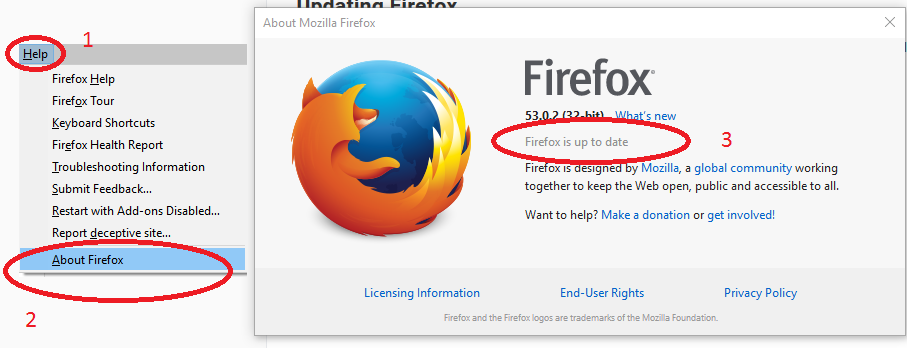 Updating Firefox
1
Help
Firefox Help
Firefox Tour
Keyboard Shortcuts
Firefox Health Report
Troubleshooting Information
Submit Feedback...
Restart with Add-ons Disabled...
Report deceptive site...
About Firefox
2
About Mozilla Firefox
Firefox
53.0.2 (32-bit) What's new
Firefox is up to date
3
Firefox is designed by Mozilla, a global community working
together to keep the Web open, public and accessible to all.
Want to help? Make a donation or get involved!
Licensing Information End-User Rights Privacy Policy
Firefox and the Firefox logos are trademarks of the Mozilla Foundation.